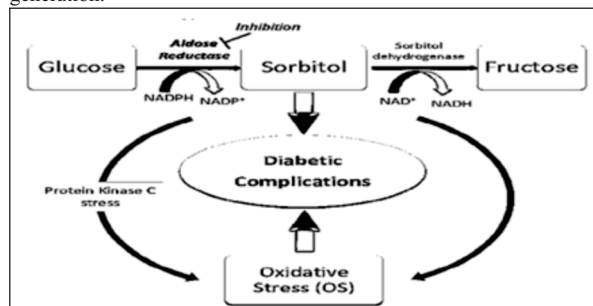 generation.
Inhibition
Aldose
Reductase
Sorbitol
dehydrogenase
Glucose
Sorbitol
Fructose
NADPH
NADP+
NAD+
NADH
Diabetic
Complications
Protein Kinase C
stress
Oxidative
Stress (OS)